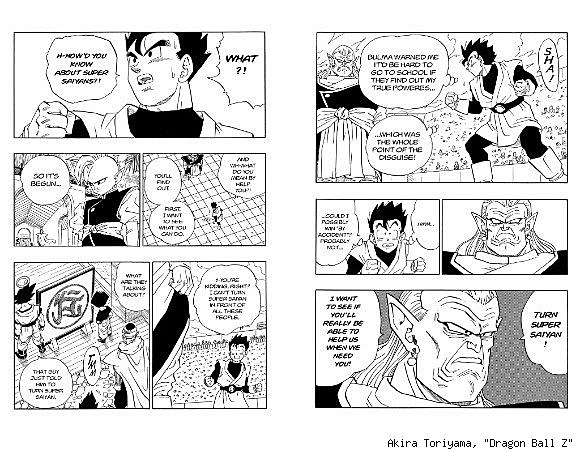 SHA!
BULMA WARNED ME
IT'D BE HARD TO
GO TO SCHOOL IF
THEY FIND OUT MY
TRUE POWERES...
...WHICH WAS
THE WHOLE
POINT OF THE
DISGUISE!
...COULD I
POSSIBLY
WIN "BY
ACCIDENT"?
PROBABLY
NOT...
TURN
SUPER
SAIYAN
!
I WANT
TO SEE IF
YOU'LL
REALLY BE
ABLE TO
HELP US
WHEN WE
NEED
YOU!
WHAT
?!
H-HOW'D YOU
KNOW
ABOUT SUPER
SAIYANS?!
AND
WH-WHAT
DO YOU
MEAN BY
HELP
YOU?!
YOU'LL
FIND
OUT.
FIRST,
I WANT
TO SEE
WHAT YOU
CAN DO.
SO IT'S
BEGUN...
Y-YOU'RE
KIDDING, RIGHT?
I CAN'T TURN
SUPER SAIYAN
IN FRONT OF
ALL THESE
PEOPLE.
WHAT
ARE THEY
TALKING
ABOUT?
THAT GUY
JUST TOLD
HIM TO
TURN SUPER
SAIYAN.
Akira Toriyama, "Dragon Ball Z"